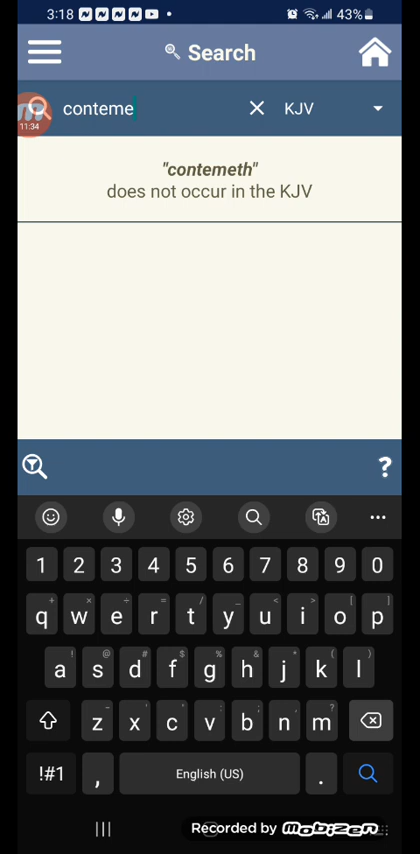 3:18 43%
Search
conteme KJV
11:34
"contemeth"
does not occur in the KJV
?
1 2 3 4 5 6 7 8 9 0
q w e r t y u i o p
a s d f g h j k l
z x c v b n m
!#1 , English (US) .
Recorded by mobizen